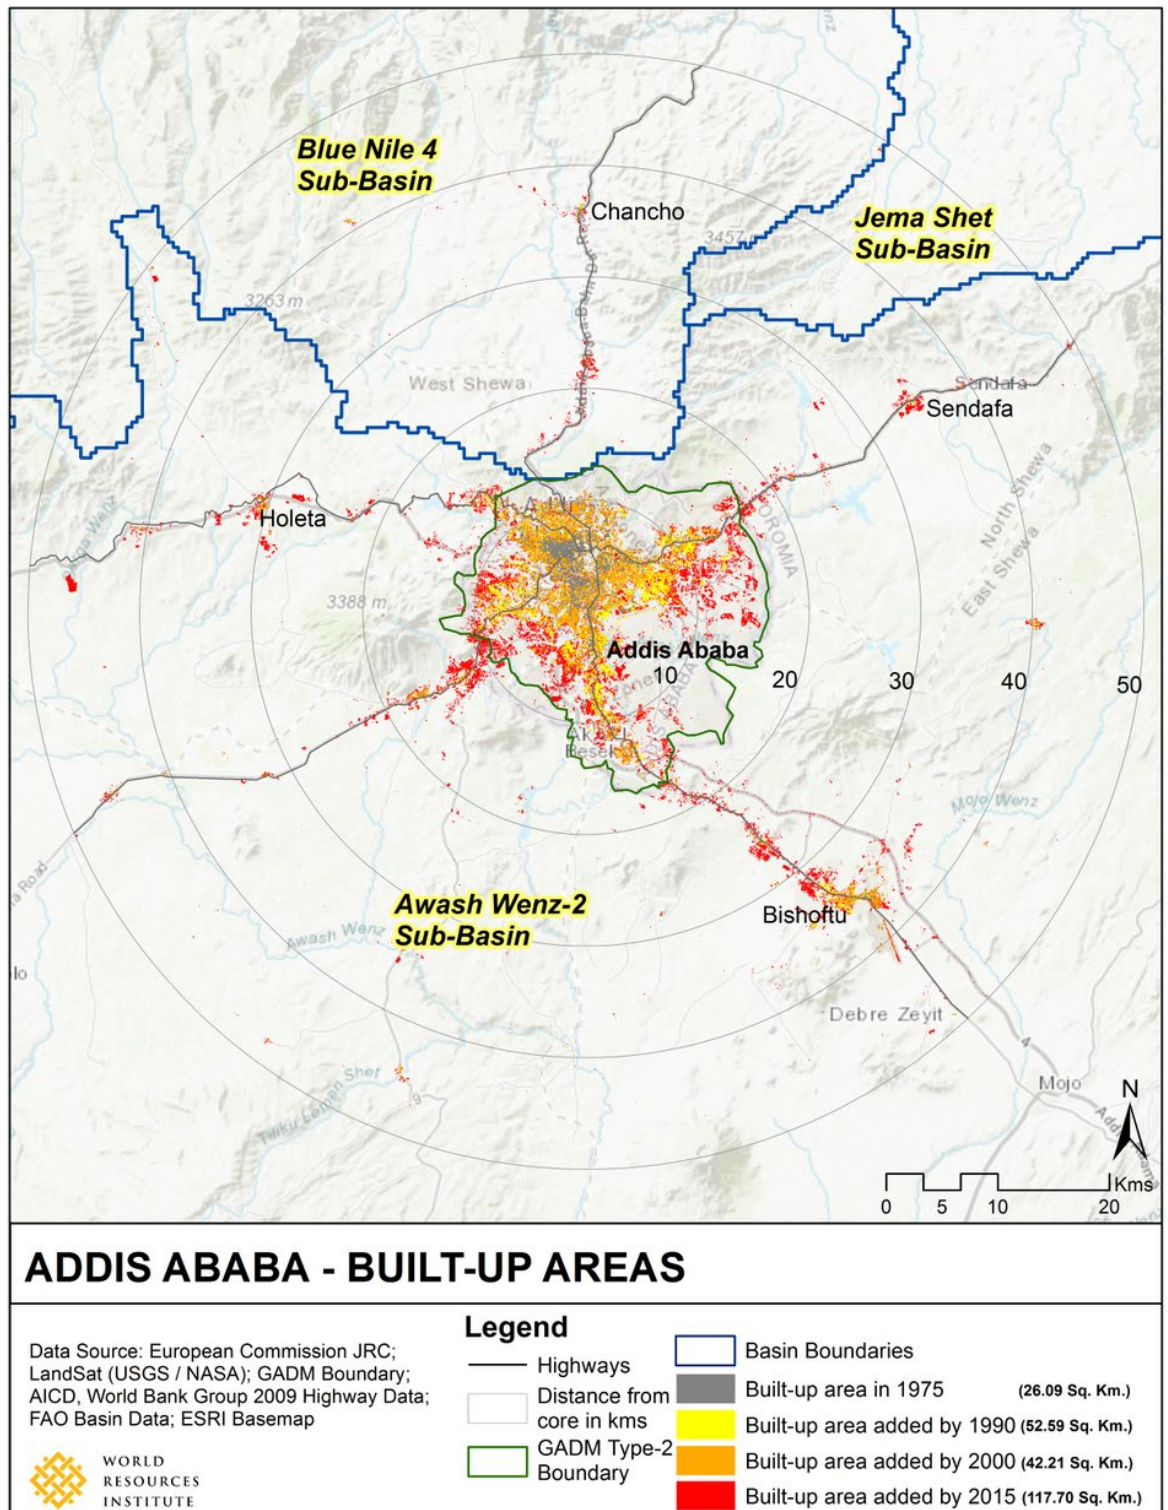 Blue Nile 4
Sub-Basin
Chancho
Jema Shet
Sub-Basin
3263 m
West Shewa
Sendafa
Sendafa
North Shewa
East Shewa
OROMIA
Holeta
3388 m
Addis Ababa
10
20
30
40
50
Mojo Wenz
Awash Wenz-2
Sub-Basin
Awash Wenz
Bishoftu
Debre Zeyit
4
Mojo
9
N
Kms
0
5
10
20
ADDIS ABABA - BUILT-UP AREAS
Data Source: European Commission JRC;
LandSat (USGS / NASA); GADM Boundary;
AICD, World Bank Group 2009 Highway Data;
FAO Basin Data; ESRI Basemap
WORLD
RESOURCES
INSTITUTE
Legend
Highways
Distance from
core in kms
GADM Type-2
Boundary
Basin Boundaries
Built-up area in 1975 (26.09 Sq. Km.)
Built-up area added by 1990 (52.59 Sq. Km.)
Built-up area added by 2000 (42.21 Sq. Km.)
Built-up area added by 2015 (117.70 Sq. Km.)